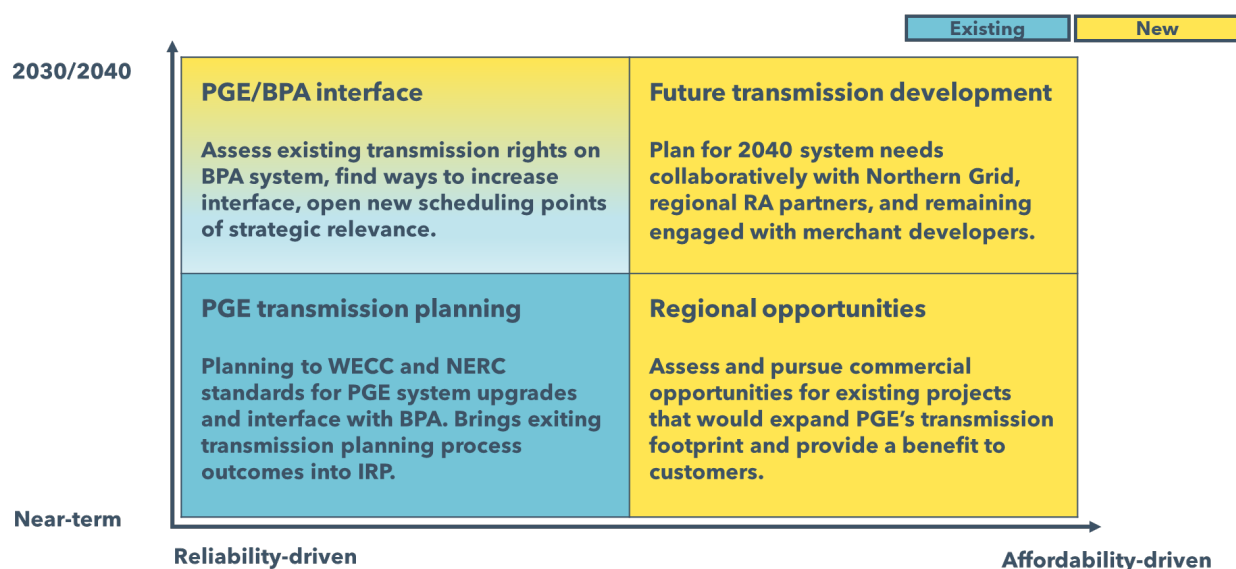 Existing
New
2030/2040
PGE/BPA interface
Assess existing transmission rights on
BPA system, find ways to increase
interface, open new scheduling points
of strategic relevance.
Future transmission development
Plan for 2040 system needs
collaboratively with Northern Grid,
regional RA partners, and remaining
engaged with merchant developers.
PGE transmission planning
Planning to WECC and NERC
standards for PGE system upgrades
and interface with BPA. Brings exiting
transmission planning process
outcomes into IRP.
Regional opportunities
Assess and pursue commercial
opportunities for existing projects
that would expand PGE’s transmission
footprint and provide a benefit to
customers.
Near-term
Reliability-driven
Affordability-driven